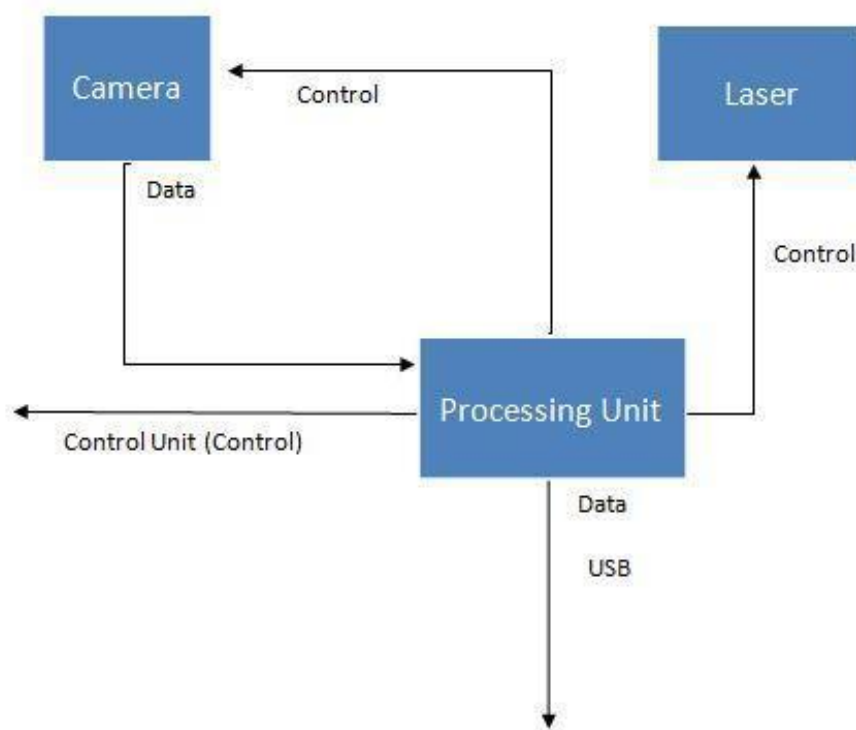 Camera
Control
Laser
Data
Control
Processing Unit
Control Unit (Control)
Data
USB